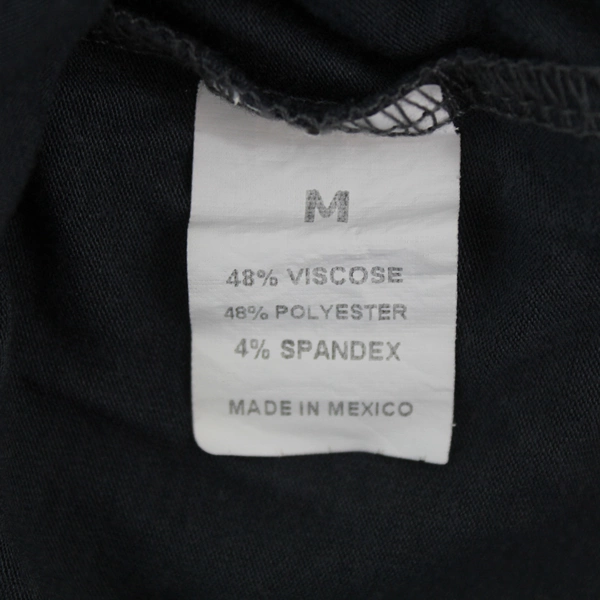 M
48% VISCOSE
48% POLYESTER
4% SPANDEX
MADE IN MEXICO